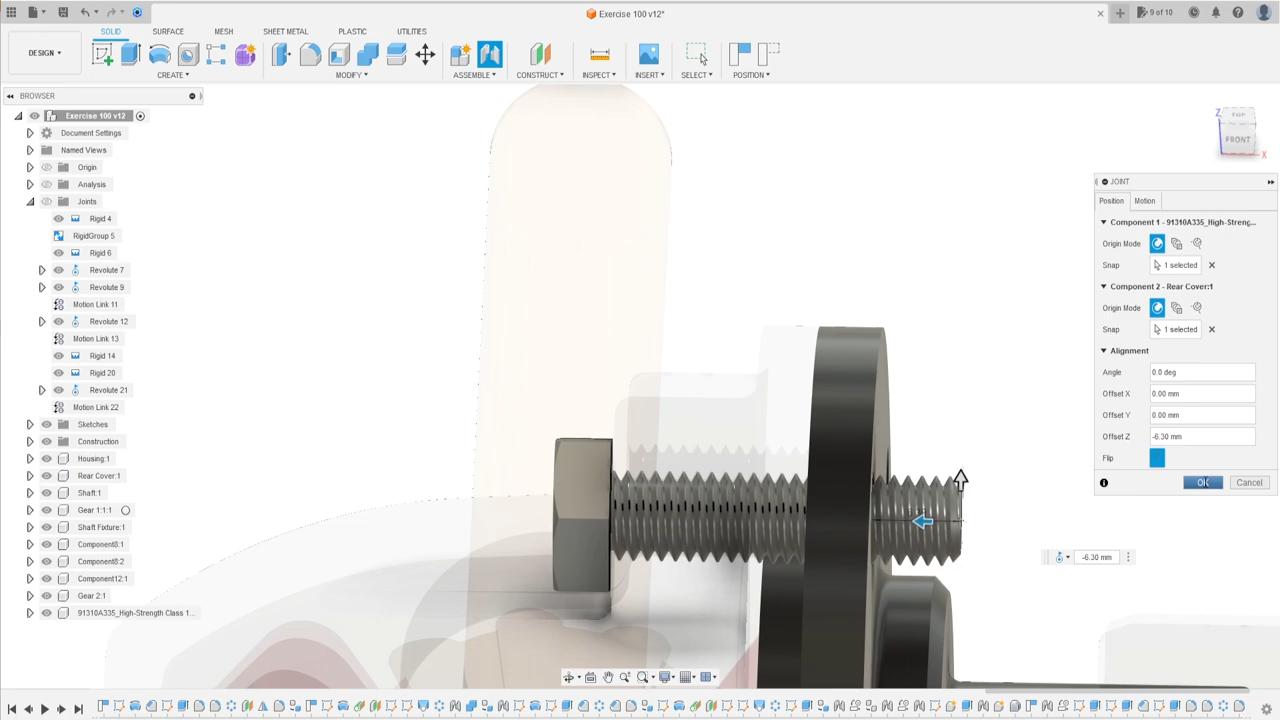 Exercise 100 v12*
9 of 10
SOLID SURFACE MESH SHEET METAL PLASTIC UTILITIES
DESIGN
CREATE MODIFY ASSEMBLE CONSTRUCT INSPECT INSERT SELECT POSITION
BROWSER
Exercise 100 v12
Document Settings
Named Views
Origin
Analysis
Joints
Rigid 4
RigidGroup 5
Rigid 6
Revolute 7
Revolute 9
Motion Link 11
Revolute 12
Motion Link 13
Rigid 14
Rigid 20
Revolute 21
Motion Link 22
Sketches
Construction
Housing:1
Rear Cover:1
Shaft:1
Gear 1:1:1
Shaft Fixture:1
Component8:1
Component8:2
Component12:1
Gear 2:1
91310A335_High-Strength Class 1...
Z
TOP
FRONT
X
JOINT
Position Motion
Component 1 - 91310A335_High-Streng...
Origin Mode
Snap 1 selected
Component 2 - Rear Cover:1
Origin Mode
Snap 1 selected
Alignment
Angle 0.0 deg
Offset X 0.00 mm
Offset Y 0.00 mm
Offset Z -6.30 mm
Flip
OK Cancel
-6.30 mm